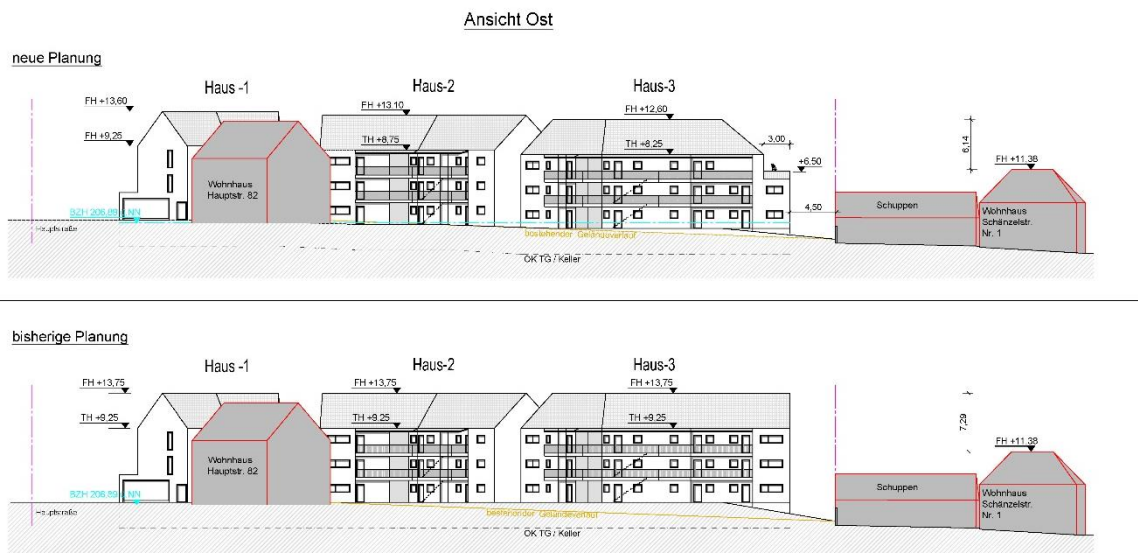 Ansicht Ost
neue Planung
Haus -1
Haus-2
Haus-3
FH +13,60
FH +13.10
FH +12,60
FH +9,25
TH +8,75
TH +8,25
3,00
+6.50
6,14
FH +11.38
Wohnhaus
Hauptstr. 82
BZH 206,89 NN
Hauptstraße
4,50
Schuppen
Wohnhaus
Schänzelstr.
Nr. 1
bestehender Geländeverlauf
OK TG / Keller
bisherige Planung
Haus -1
Haus-2
Haus-3
FH +13,75
FH +13,75
FH +13,75
TH +9.25
TH +9.25
TH +9.25
7,29
FH +11.38
Wohnhaus
Hauptstr. 82
BZH 206,89 NN
Hauptstraße
Schuppen
Wohnhaus
Schänzelstr.
Nr. 1
bestehender Geländeverlauf
OK TG / Keller